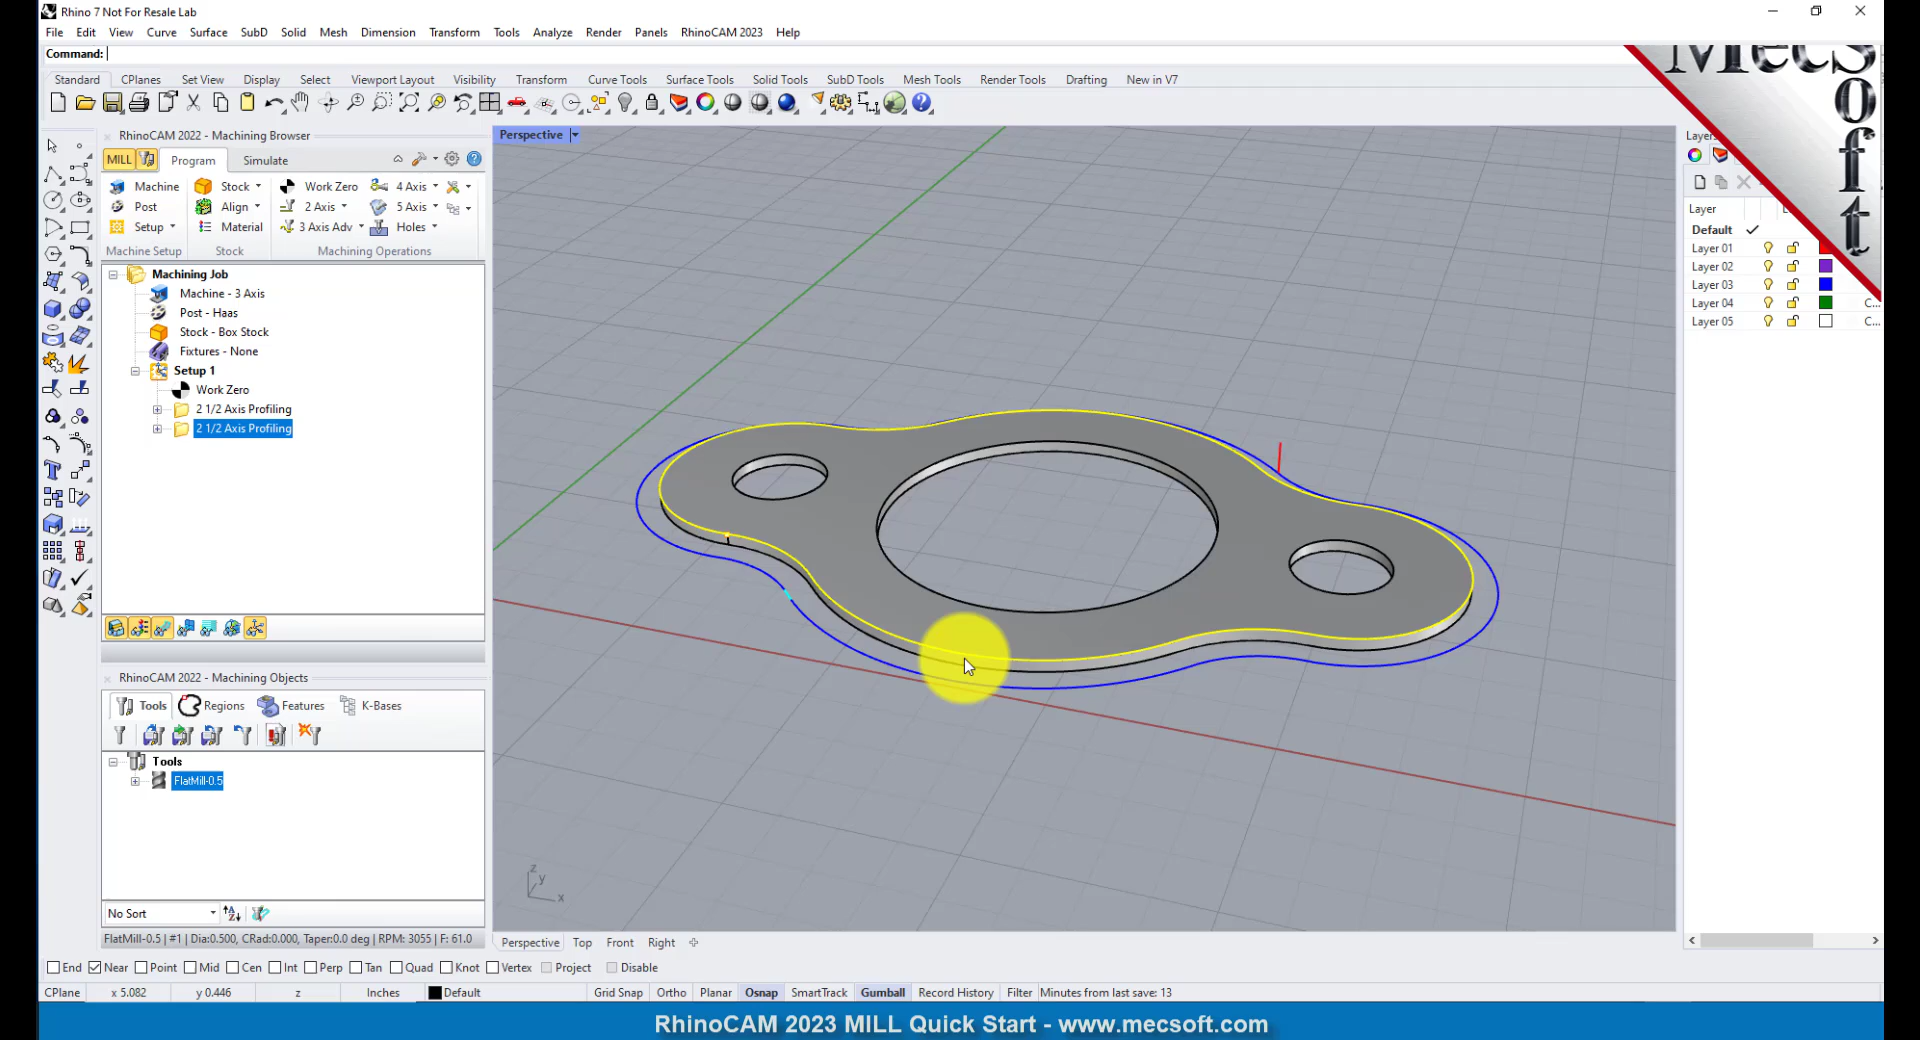 Rhino 7 Not For Resale Lab
File Edit View Curve Surface SubD Solid Mesh Dimension Transform Tools Analyze Render Panels RhinoCAM 2023 Help
Command:
Standard CPlanes Set View Display Select Viewport Layout Visibility Transform Curve Tools Surface Tools Solid Tools SubD Tools Mesh Tools Render Tools Drafting New in V7
MecSoft
RhinoCAM 2022 - Machining Browser
MILL Program Simulate
Machine Stock Work Zero 4 Axis
Post Align 2 Axis 5 Axis
Setup Material 3 Axis Adv Holes
Machine Setup Stock Machining Operations
Machining Job
Machine - 3 Axis
Post - Haas
Stock - Box Stock
Fixtures - None
Setup 1
Work Zero
2 1/2 Axis Profiling
2 1/2 Axis Profiling
RhinoCAM 2022 - Machining Objects
Tools Regions Features K-Bases
Tools
FlatMill-0.5
No Sort
FlatMill-0.5 | #1 | Dia:0.500, CRad:0.000, Taper:0.0 deg | RPM: 3055 | F: 61.0
Perspective
z
y
x
Perspective Top Front Right
Layer
Default
Layer 01
Layer 02
Layer 03
Layer 04 C...
Layer 05 C...
End Near Point Mid Cen Int Perp Tan Quad Knot Vertex Project Disable
CPlane x 5.082 y 0.446 z Inches Default Grid Snap Ortho Planar Osnap SmartTrack Gumball Record History Filter Minutes from last save: 13
RhinoCAM 2023 MILL Quick Start - www.mecsoft.com